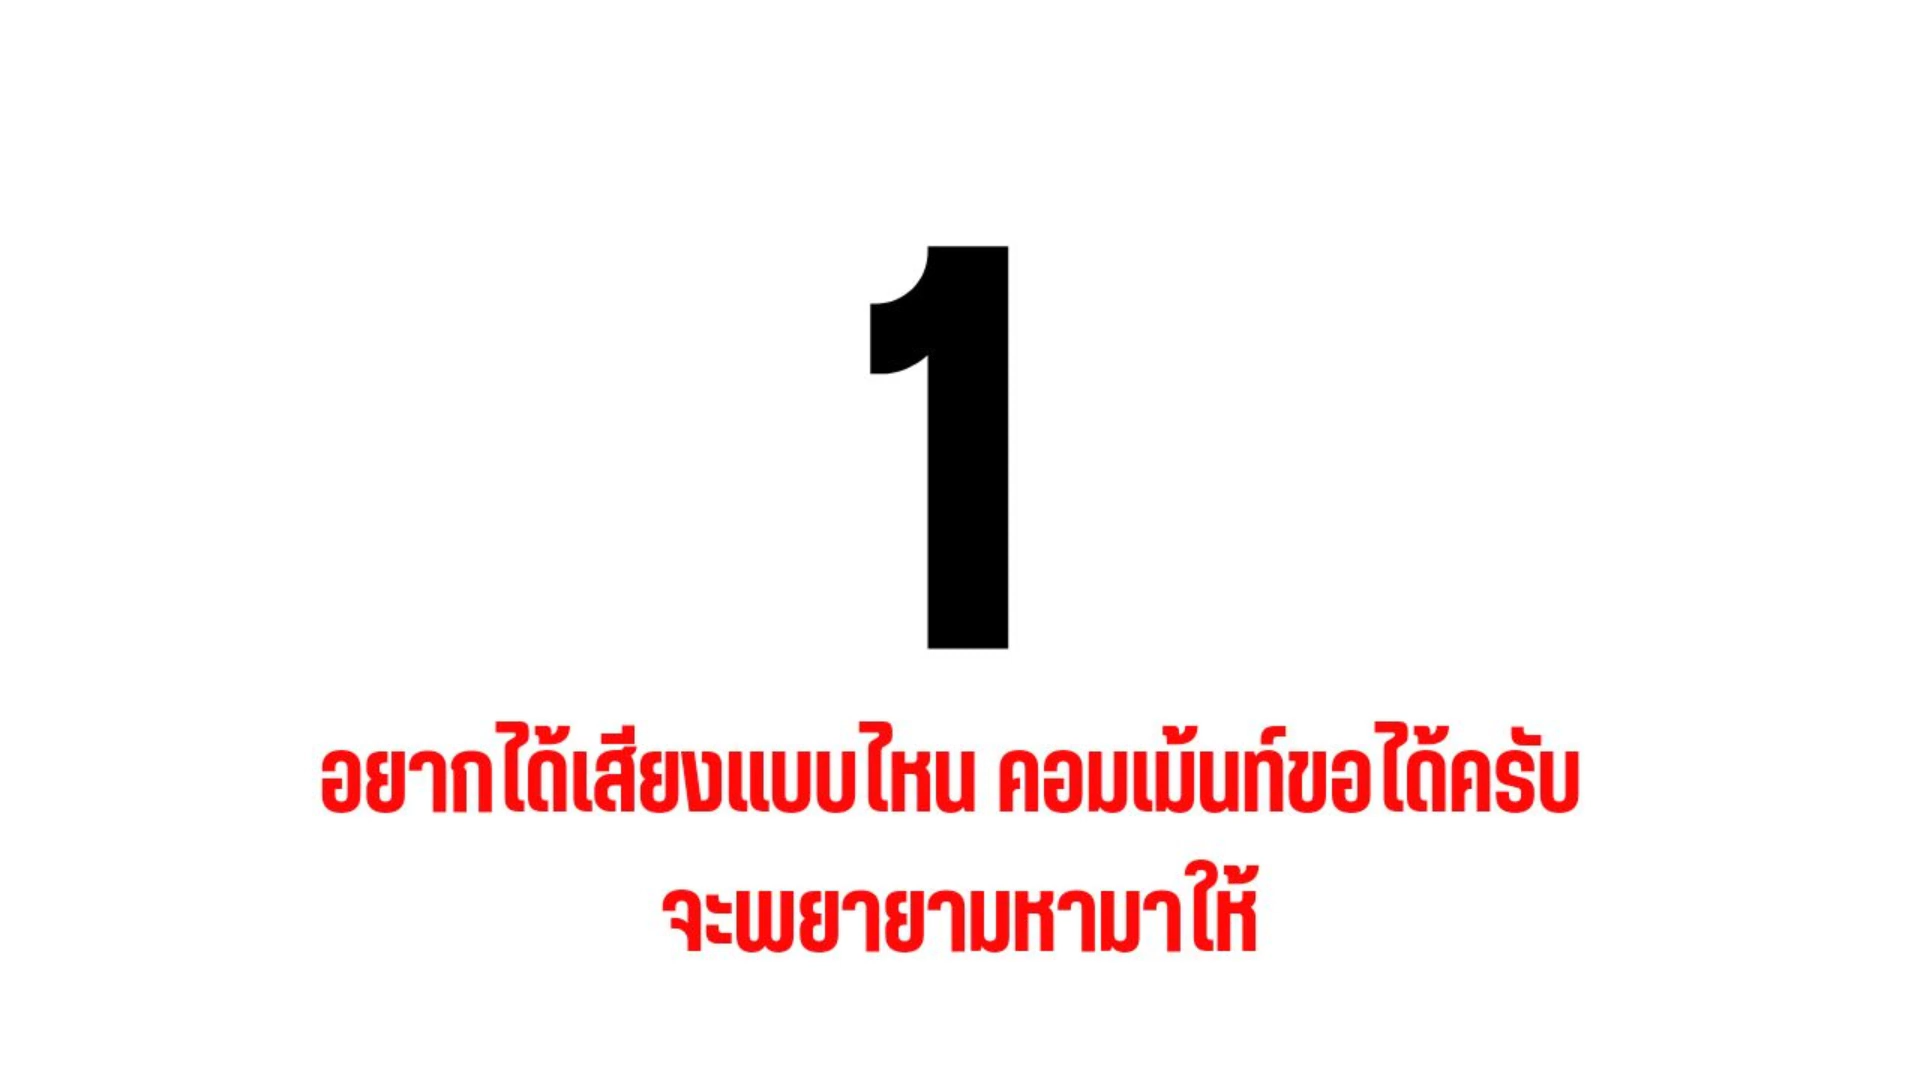 1
อยากได้เสียงแบบไหน คอมเม้นท์ขอได้ครับ
จะพยายามหามาให้